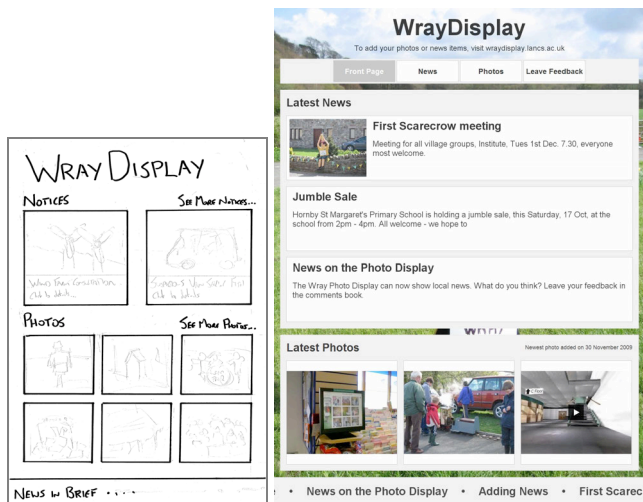 WRAY DISPLAY
NOTICES SEE MORE NOTICES...
PHOTOS SEE MORE PHOTOS...
NEWS IN BRIEF ....
WrayDisplay
To add your photos or news items, visit wraydisplay.lancs.ac.uk
Front Page News Photos Leave Feedback
Latest News
First Scarecrow meeting
Meeting for all village groups, Institute, Tues 1st Dec. 7.30, everyone
most welcome.
Jumble Sale
Hornby St Margaret's Primary School is holding a jumble sale, this Saturday, 17 Oct, at the
school from 2pm - 4pm. All welcome - we hope to
News on the Photo Display
The Wray Photo Display can now show local news. What do you think? Leave your feedback in
the comments book.
Latest Photos Newest photo added on 30 November 2009
• News on the Photo Display • Adding News • First Scarec